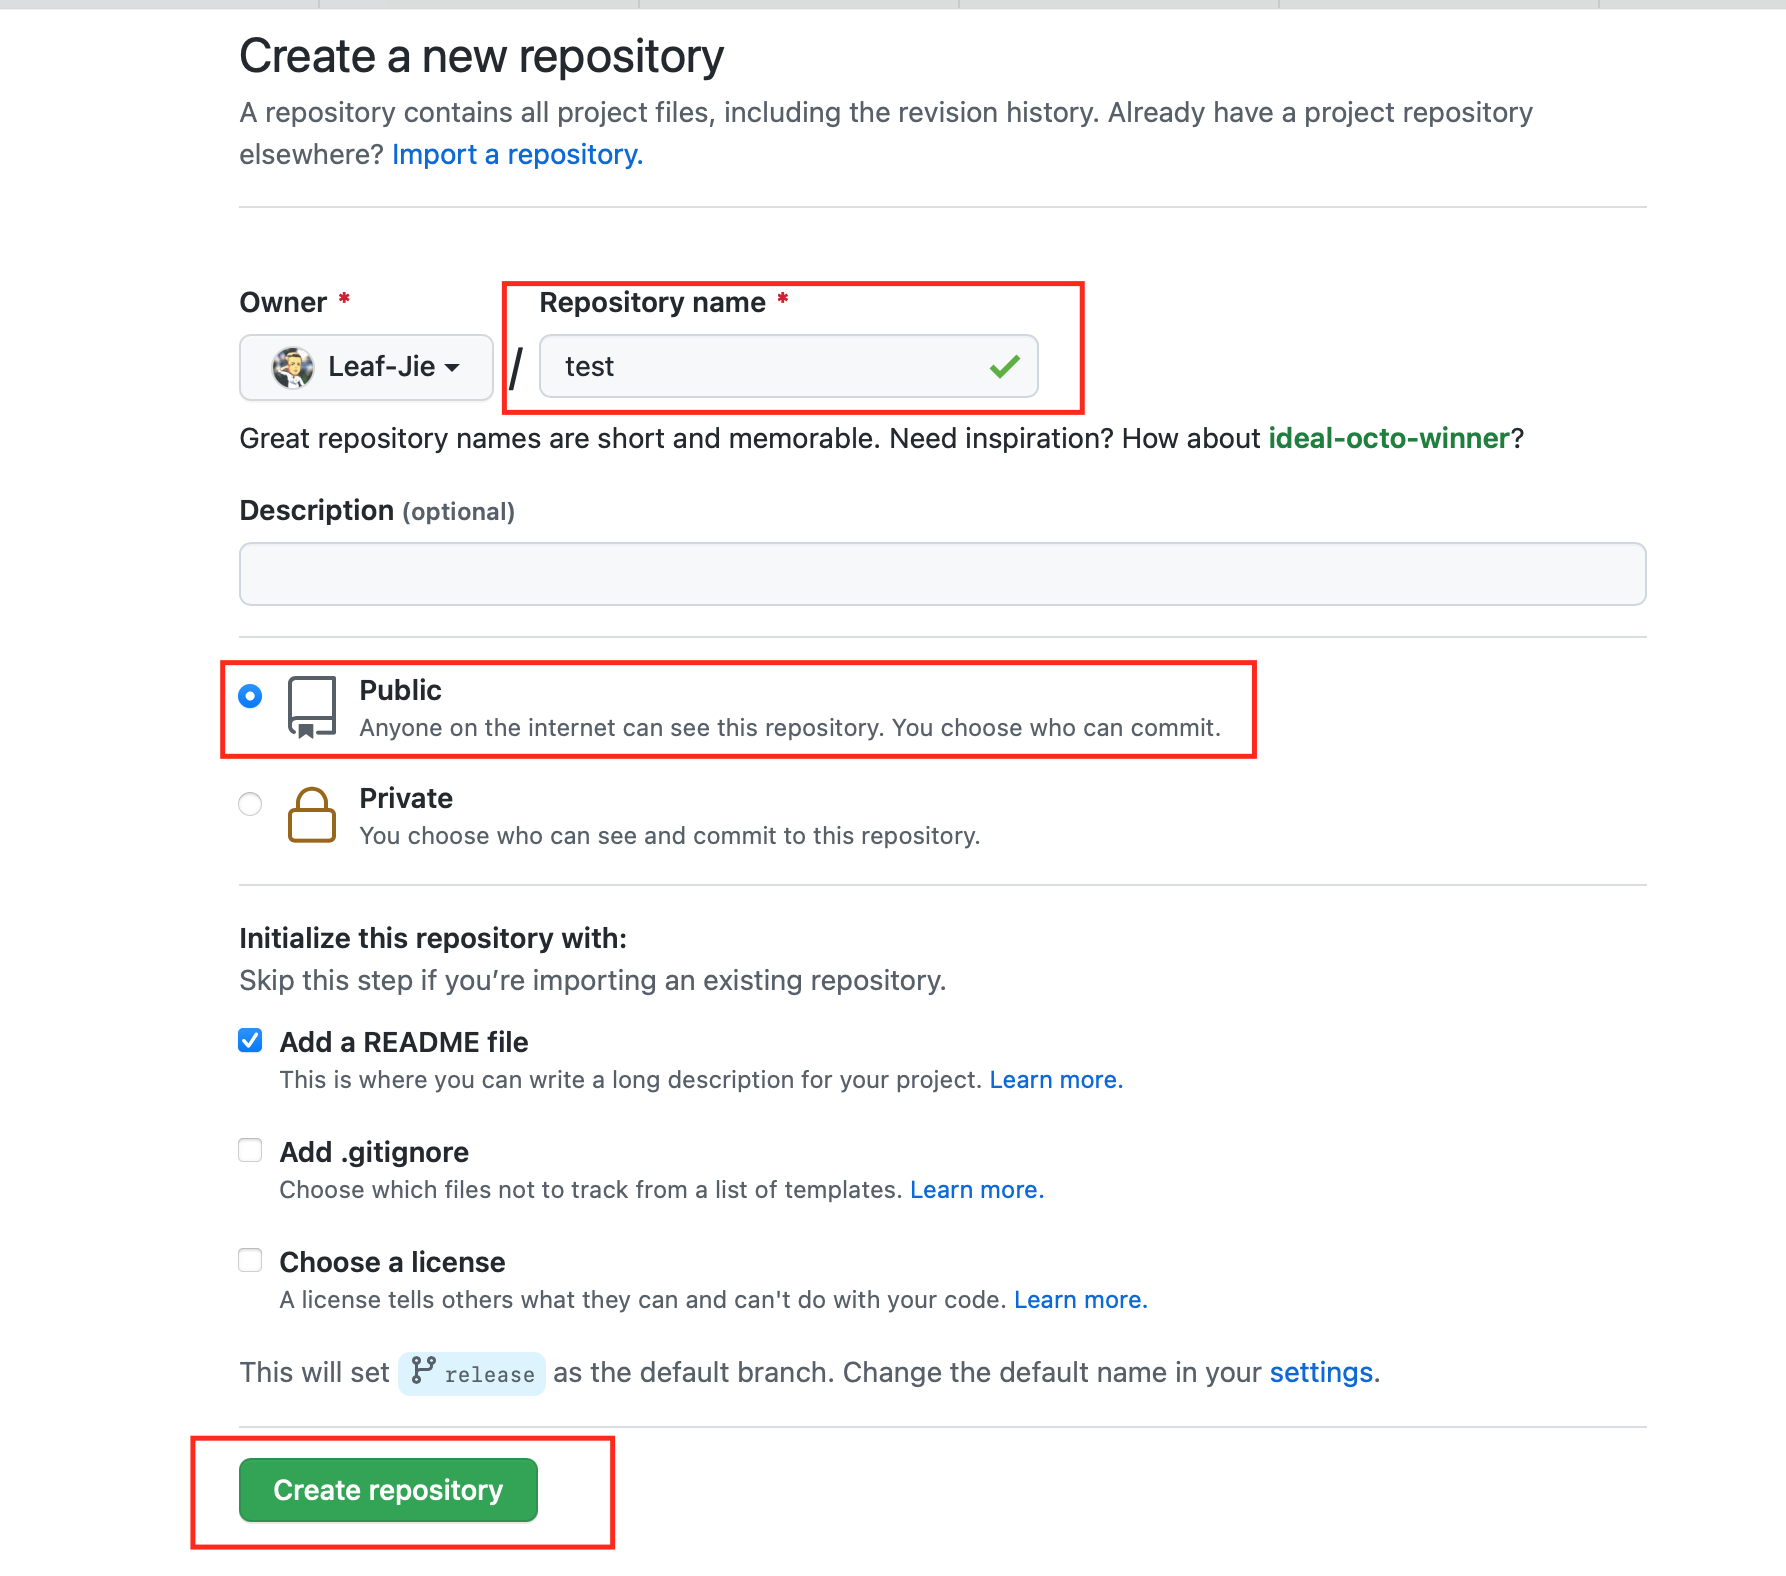 Create a new repository
A repository contains all project files, including the revision history. Already have a project repository
elsewhere? Import a repository.
Owner *
Repository name *
Leaf-Jie
/
test
Great repository names are short and memorable. Need inspiration? How about ideal-octo-winner?
Description (optional)
Public
Anyone on the internet can see this repository. You choose who can commit.
Private
You choose who can see and commit to this repository.
Initialize this repository with:
Skip this step if you’re importing an existing repository.
Add a README file
This is where you can write a long description for your project. Learn more.
Add .gitignore
Choose which files not to track from a list of templates. Learn more.
Choose a license
A license tells others what they can and can't do with your code. Learn more.
This will set release as the default branch. Change the default name in your settings.
Create repository